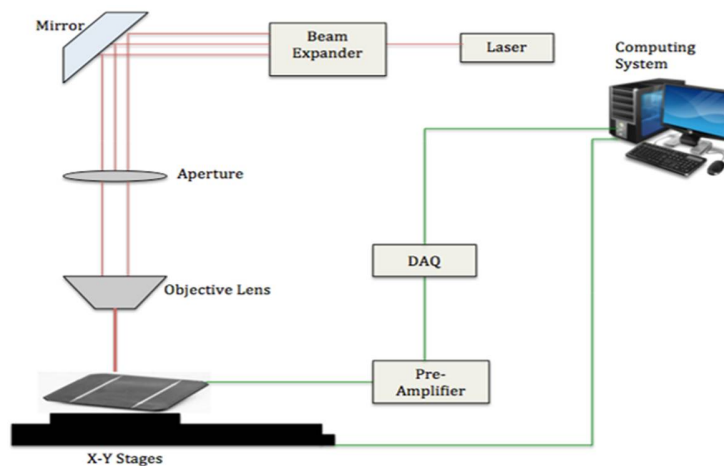 Mirror
Beam
Expander
Laser
Computing
System
Aperture
DAQ
Objective Lens
Pre-
Amplifier
X-Y Stages